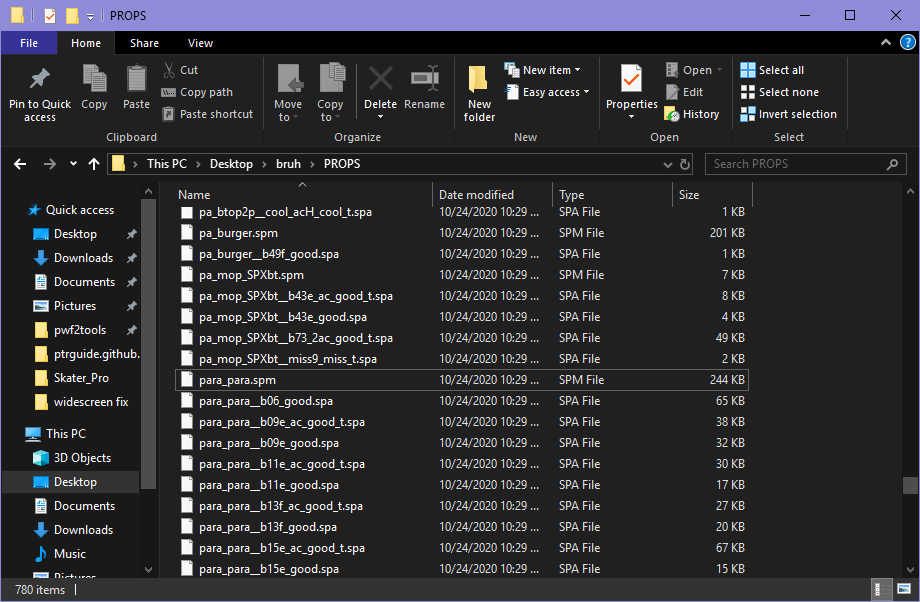 PROPS
File Home Share View
Pin to Quick access
Copy
Paste
Cut
Copy path
Paste shortcut
Clipboard
Move to
Copy to
Delete
Rename
Organize
New folder
New item
Easy access
New
Properties
Open
Edit
History
Open
Select all
Select none
Invert selection
Select
This PC > Desktop > bruh > PROPS
Search PROPS
Quick access
Desktop
Downloads
Documents
Pictures
pwf2tools
ptrguide.github.
Skater_Pro
widescreen fix
This PC
3D Objects
Desktop
Documents
Downloads
Music
Pictures
Name Date modified Type Size
pa_btop2p__cool_acH_cool_t.spa 10/24/2020 10:29 ... SPA File 1 KB
pa_burger.spm 10/24/2020 10:29 ... SPM File 201 KB
pa_burger__b49f_good.spa 10/24/2020 10:29 ... SPA File 1 KB
pa_mop_SPXbt.spm 10/24/2020 10:29 ... SPM File 7 KB
pa_mop_SPXbt__b43e_ac_good_t.spa 10/24/2020 10:29 ... SPA File 8 KB
pa_mop_SPXbt__b43e_good.spa 10/24/2020 10:29 ... SPA File 4 KB
pa_mop_SPXbt__b73_2ac_good_t.spa 10/24/2020 10:29 ... SPA File 49 KB
pa_mop_SPXbt__miss9_miss_t.spa 10/24/2020 10:29 ... SPA File 2 KB
para_para.spm 10/24/2020 10:29 ... SPM File 244 KB
para_para__b06_good.spa 10/24/2020 10:29 ... SPA File 65 KB
para_para__b09e_ac_good_t.spa 10/24/2020 10:29 ... SPA File 38 KB
para_para__b09e_good.spa 10/24/2020 10:29 ... SPA File 32 KB
para_para__b11e_ac_good_t.spa 10/24/2020 10:29 ... SPA File 30 KB
para_para__b11e_good.spa 10/24/2020 10:29 ... SPA File 17 KB
para_para__b13f_ac_good_t.spa 10/24/2020 10:29 ... SPA File 27 KB
para_para__b13f_good.spa 10/24/2020 10:29 ... SPA File 20 KB
para_para__b15e_ac_good_t.spa 10/24/2020 10:29 ... SPA File 67 KB
para_para__b15e_good.spa 10/24/2020 10:29 ... SPA File 15 KB
780 items